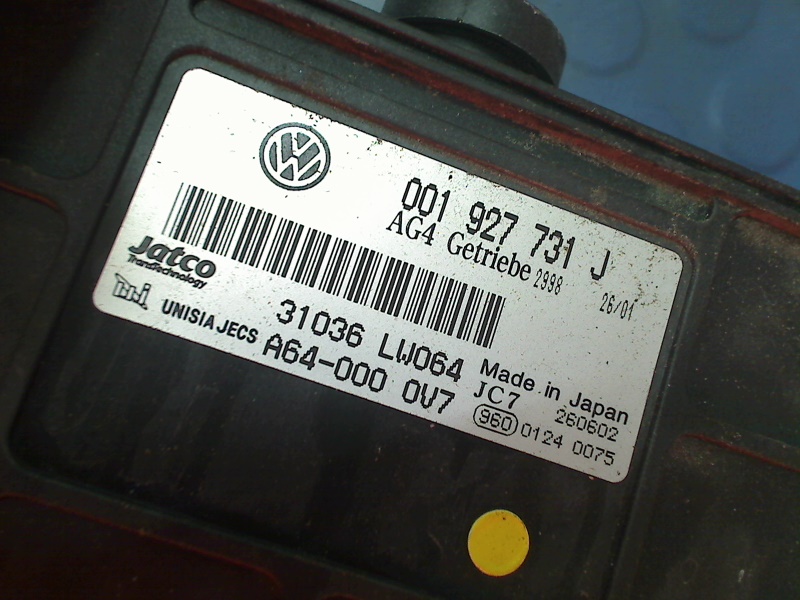 VW
001 927 731 J
AG4 Getriebe 2998 26/01
Jatco
TransTechnology
UNISIA JECS
31036 LW064
A64-000 0V7
Made in Japan
JC7 260602
960 0124 0075